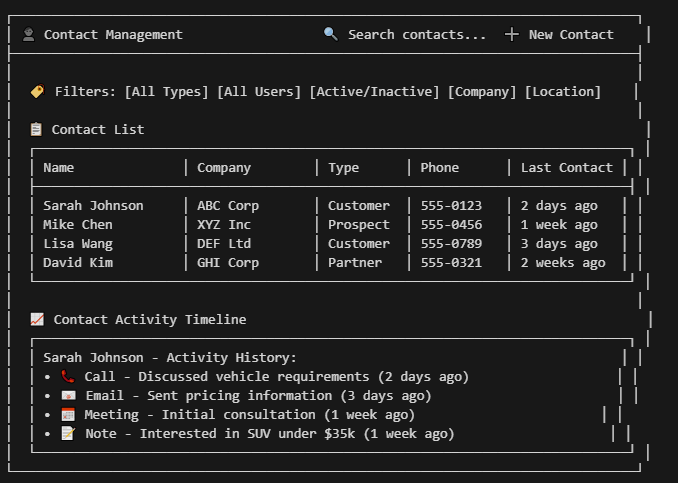 Contact Management Search contacts... New Contact
Filters: [All Types] [All Users] [Active/Inactive] [Company] [Location]
Contact List
Name Company Type Phone Last Contact
Sarah Johnson ABC Corp Customer 555-0123 2 days ago
Mike Chen XYZ Inc Prospect 555-0456 1 week ago
Lisa Wang DEF Ltd Customer 555-0789 3 days ago
David Kim GHI Corp Partner 555-0321 2 weeks ago
Contact Activity Timeline
Sarah Johnson - Activity History:
• Call - Discussed vehicle requirements (2 days ago)
• Email - Sent pricing information (3 days ago)
• Meeting - Initial consultation (1 week ago)
• Note - Interested in SUV under $35k (1 week ago)